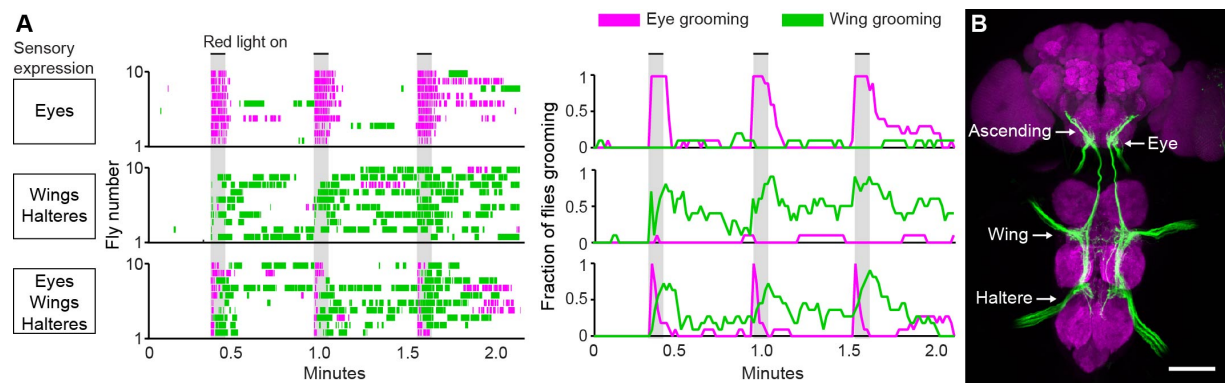 A
Sensory
expression
Red light on
Eye grooming
Wing grooming
B
Eyes
Wings
Halteres
Eyes
Wings
Halteres
Fly number
10
1
10
1
10
1
0
0.5
1.0
1.5
2.0
Minutes
Fraction of flies grooming
1
0.5
0
1
0.5
0
1
0.5
0
0
0.5
1.0
1.5
2.0
Minutes
Ascending
Eye
Wing
Haltere